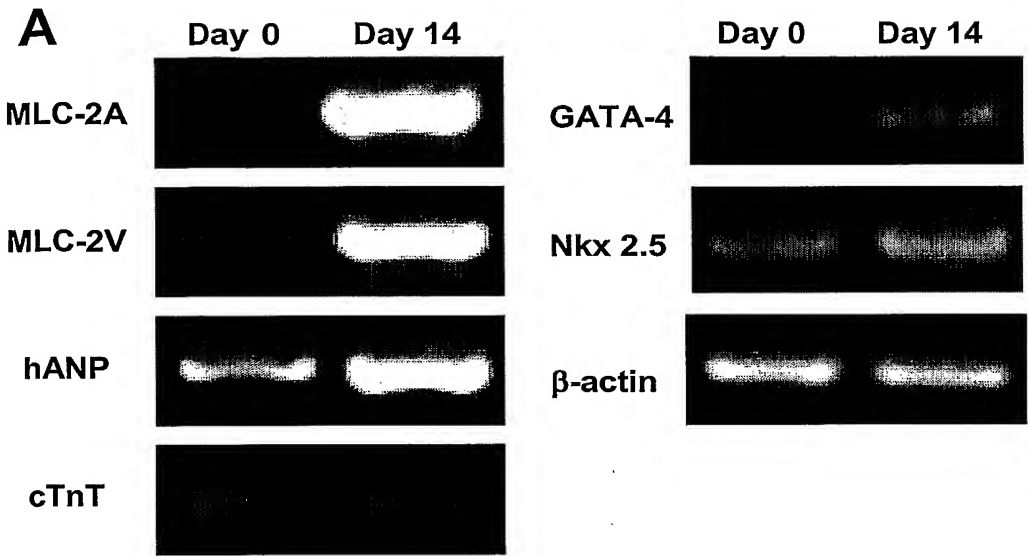 A
Day 0 Day 14
MLC-2A
MLC-2V
hANP
cTnT
Day 0 Day 14
GATA-4
Nkx 2.5
β-actin